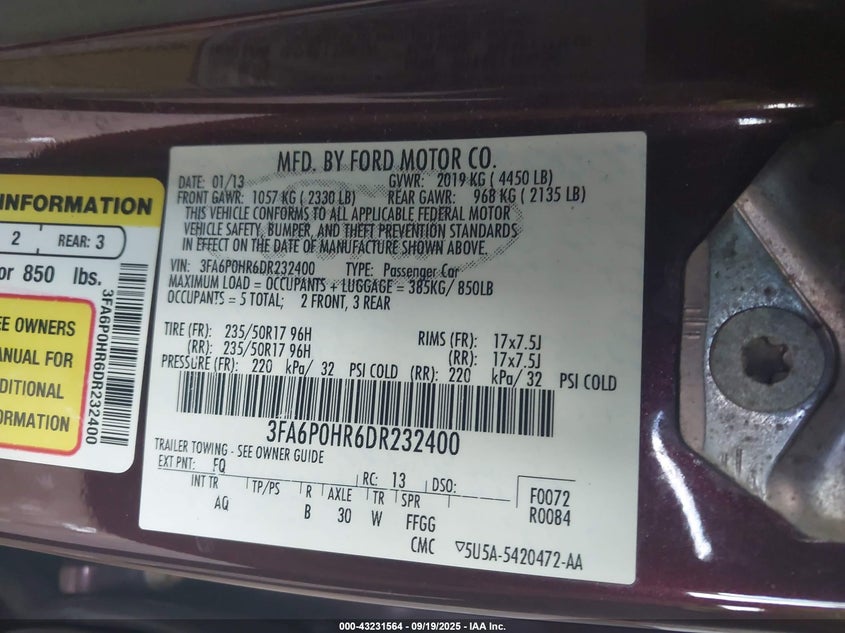 INFORMATION
2 REAR: 3
or 850 lbs.
EE OWNERS
ANUAL FOR
DDITIONAL
FORMATION
3FA6P0HR6DR232400
MFD. BY FORD MOTOR CO.
DATE: 01/13 GVWR: 2019 KG ( 4450 LB)
FRONT GAWR: 1057 KG ( 2330 LB) REAR GAWR: 968 KG ( 2135 LB)
THIS VEHICLE CONFORMS TO ALL APPLICABLE FEDERAL MOTOR
VEHICLE SAFETY, BUMPER, AND THEFT PREVENTION STANDARDS
IN EFFECT ON THE DATE OF MANUFACTURE SHOWN ABOVE.
VIN: 3FA6P0HR6DR232400 TYPE: Passenger Car
MAXIMUM LOAD = OCCUPANTS + LUGGAGE = 385KG/850LB
OCCUPANTS = 5 TOTAL; 2 FRONT, 3 REAR
TIRE (FR): 235/50R17 96H RIMS (FR): 17x7.5J
(RR): 235/50R17 96H (RR): 17x7.5J
PRESSURE (FR): 220 kPa/ 32 PSI COLD (RR): 220 kPa/32 PSI COLD
3FA6P0HR6DR232400
TRAILER TOWING - SEE OWNER GUIDE
EXT PNT: FQ RC: 13 DSO:
INT TR TP/PS R AXLE TR SPR F0072
AQ B 30 W FFGG R0084
CMC ▽5U5A-5420472-AA
000-43231564 | 09/19/2025 | IAA Inc.